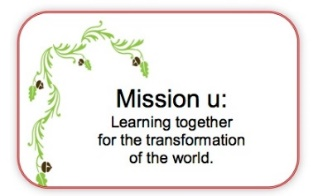 Mission u:
Learning together
for the transformation
of the world.